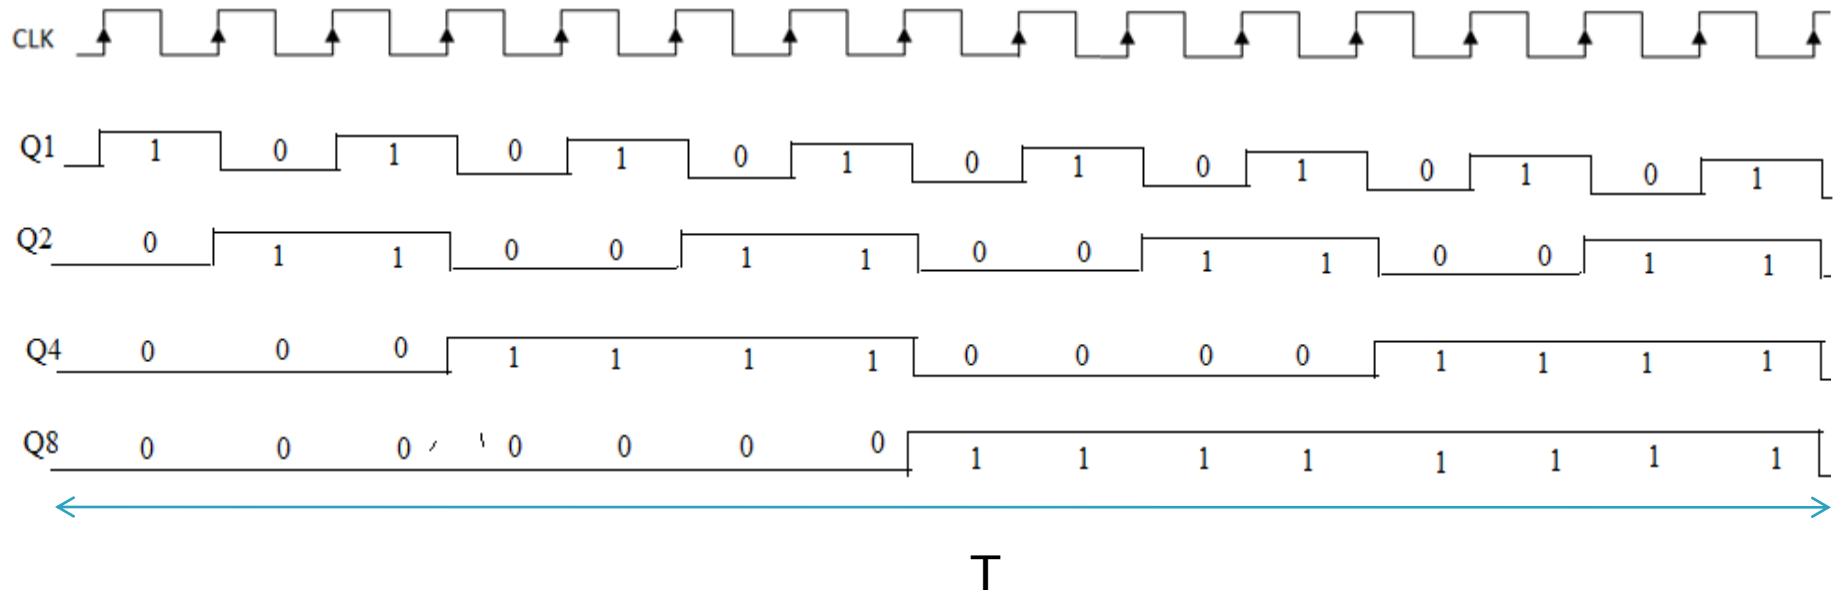 CLK
Q1 1 0 1 0 1 0 1 0 1 0 1 0 1 0 1
Q2 0 1 1 0 0 1 1 0 0 1 1 0 0 1 1
Q4 0 0 0 1 1 1 1 0 0 0 0 1 1 1 1
Q8 0 0 0 0 0 0 0 1 1 1 1 1 1 1 1
T